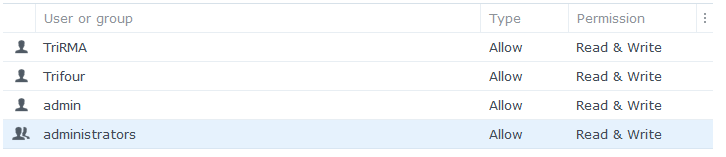 User or group Type Permission
TriRMA Allow Read & Write
Trifour Allow Read & Write
admin Allow Read & Write
administrators Allow Read & Write